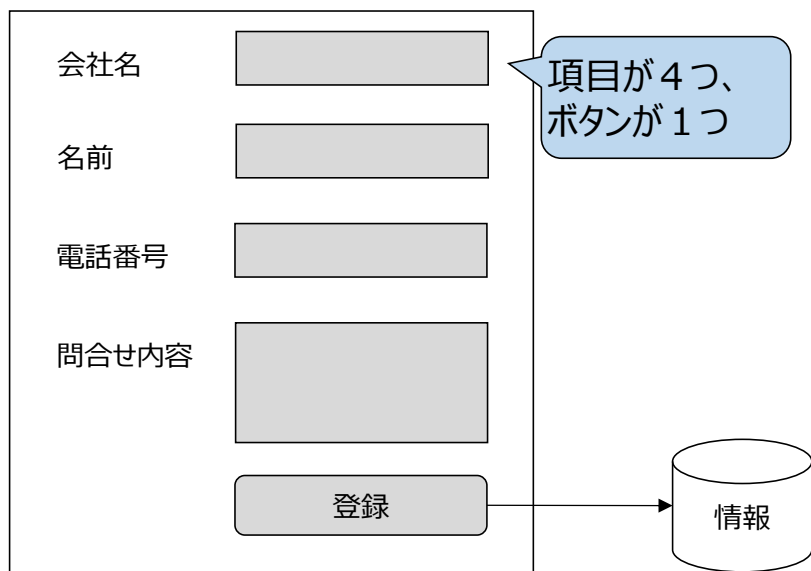 会社名
項目が４つ、
ボタンが１つ
名前
電話番号
問合せ内容
登録
情報